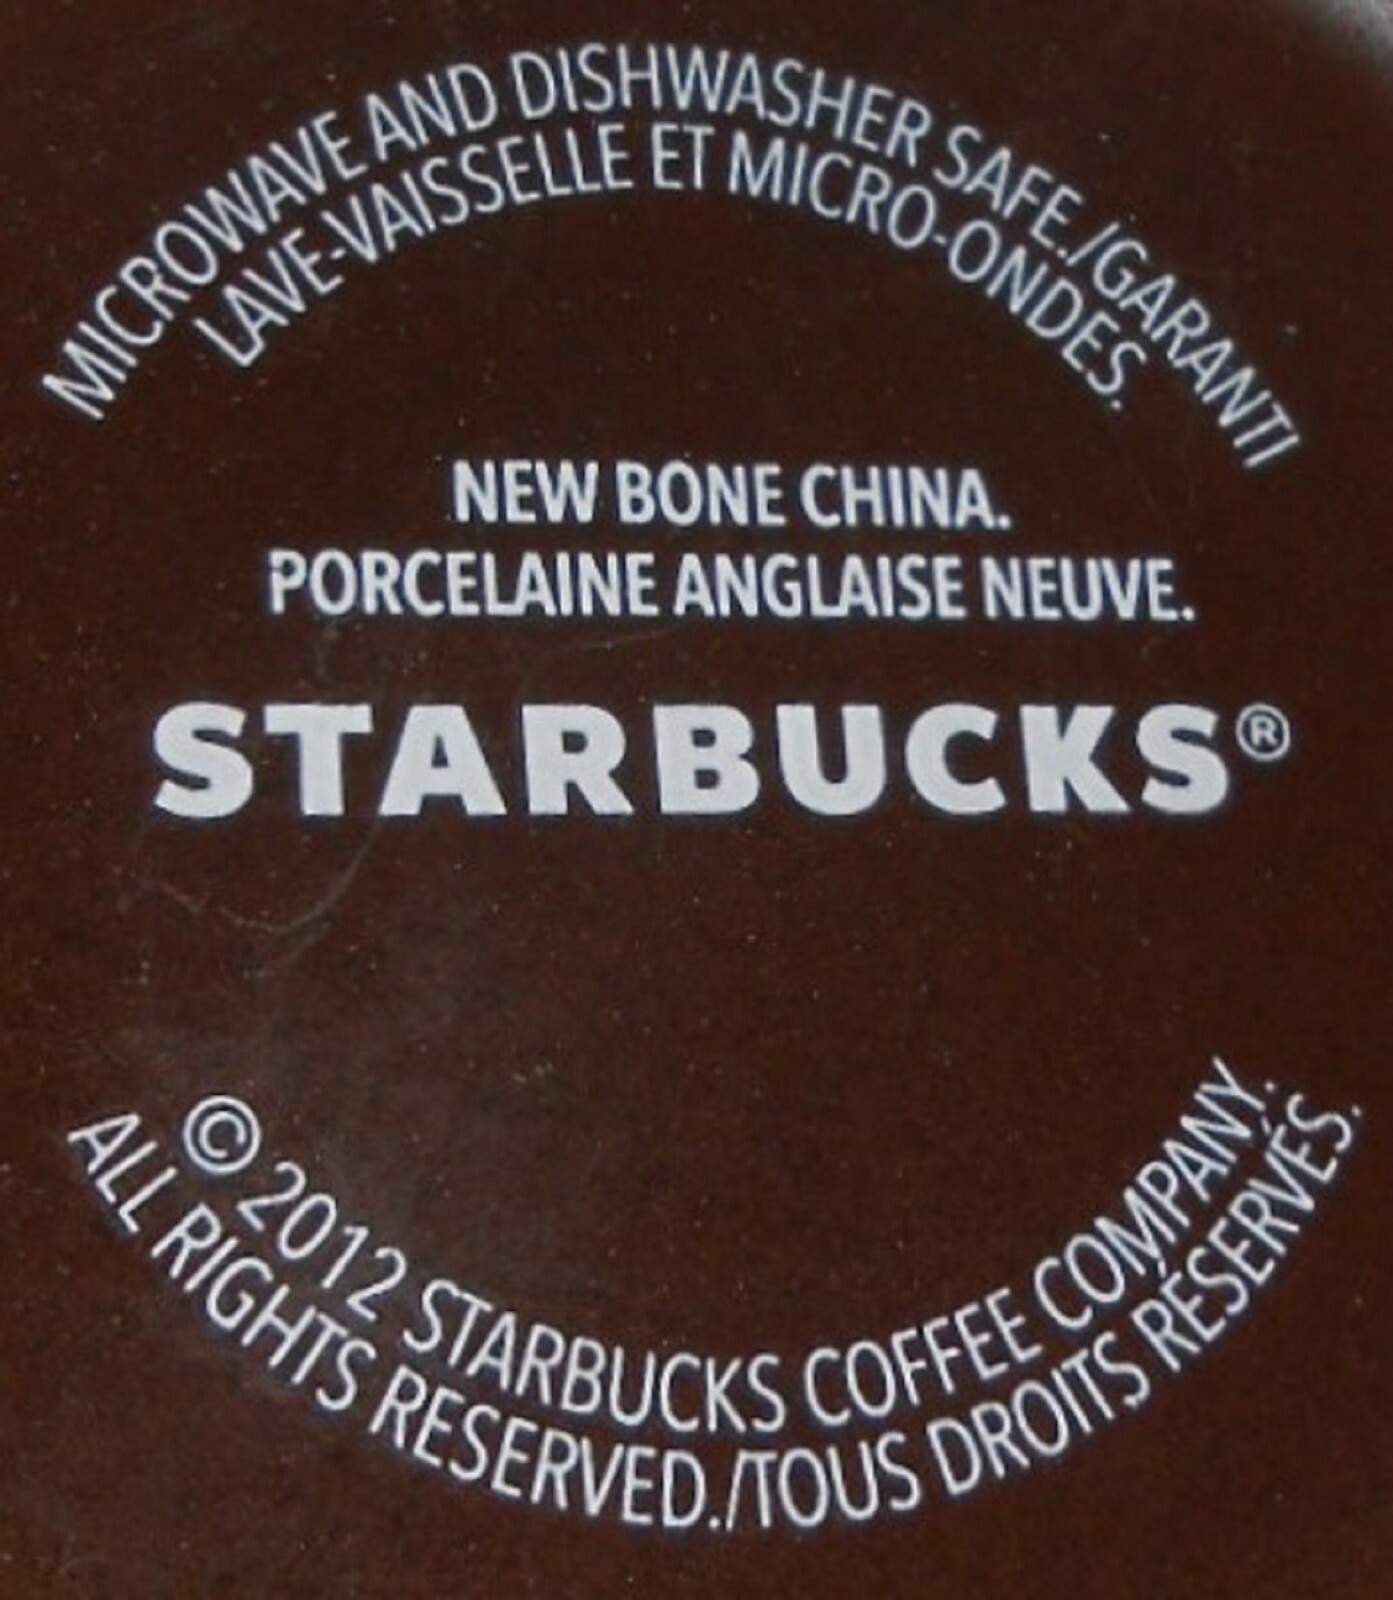 MICROWAVE AND DISHWASHER SAFE./GARANTI
LAVE-VAISSELLE ET MICRO-ONDES.
NEW BONE CHINA.
PORCELAINE ANGLAISE NEUVE.
STARBUCKS®
© 2012 STARBUCKS COFFEE COMPANY.
ALL RIGHTS RESERVED./TOUS DROITS RÉSERVÉS.